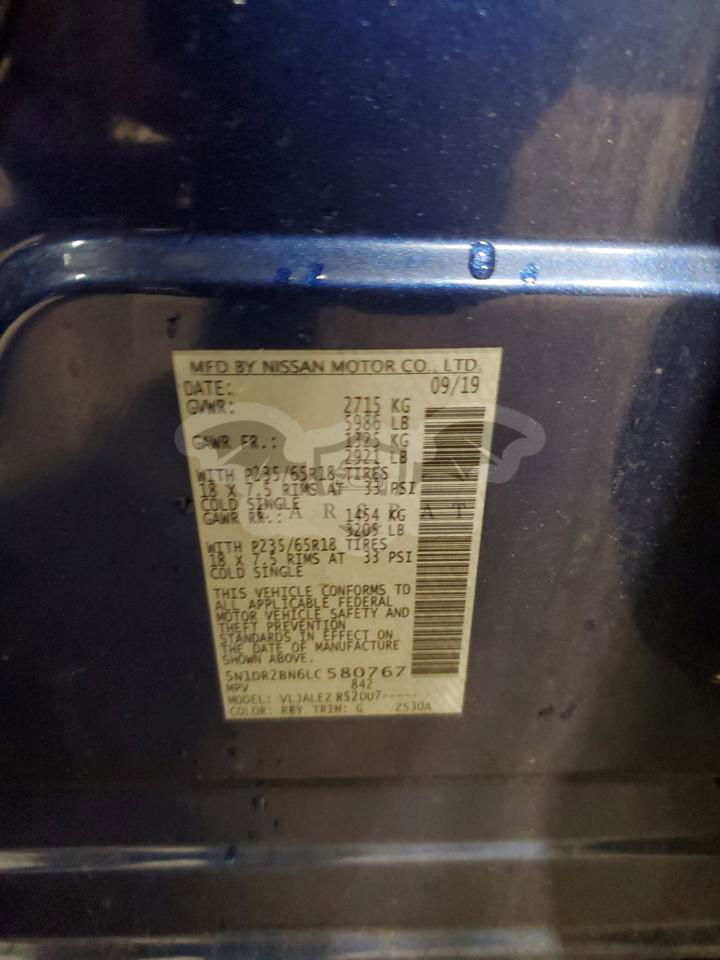 MFD BY NISSAN MOTOR CO., LTD.
DATE: 09/19
GVWR: 2715 KG
5986 LB
GAWR FR.: 1325 KG
2921 LB
WITH P235/65R18 TIRES
18 X 7.5 RIMS AT 33 PSI
COLD SINGLE
GAWR RR.: 1454 KG
3205 LB
WITH P235/65R18 TIRES
18 X 7.5 RIMS AT 33 PSI
COLD SINGLE
THIS VEHICLE CONFORMS TO
ALL APPLICABLE FEDERAL
MOTOR VEHICLE SAFETY AND
THEFT PREVENTION
STANDARDS IN EFFECT ON
THE DATE OF MANUFACTURE
SHOWN ABOVE.
5N1DR2BN6LC580767
MPV 842
MODEL: VLJALEZ R52DU7-----
COLOR: RBY TRIM: G 2S30A